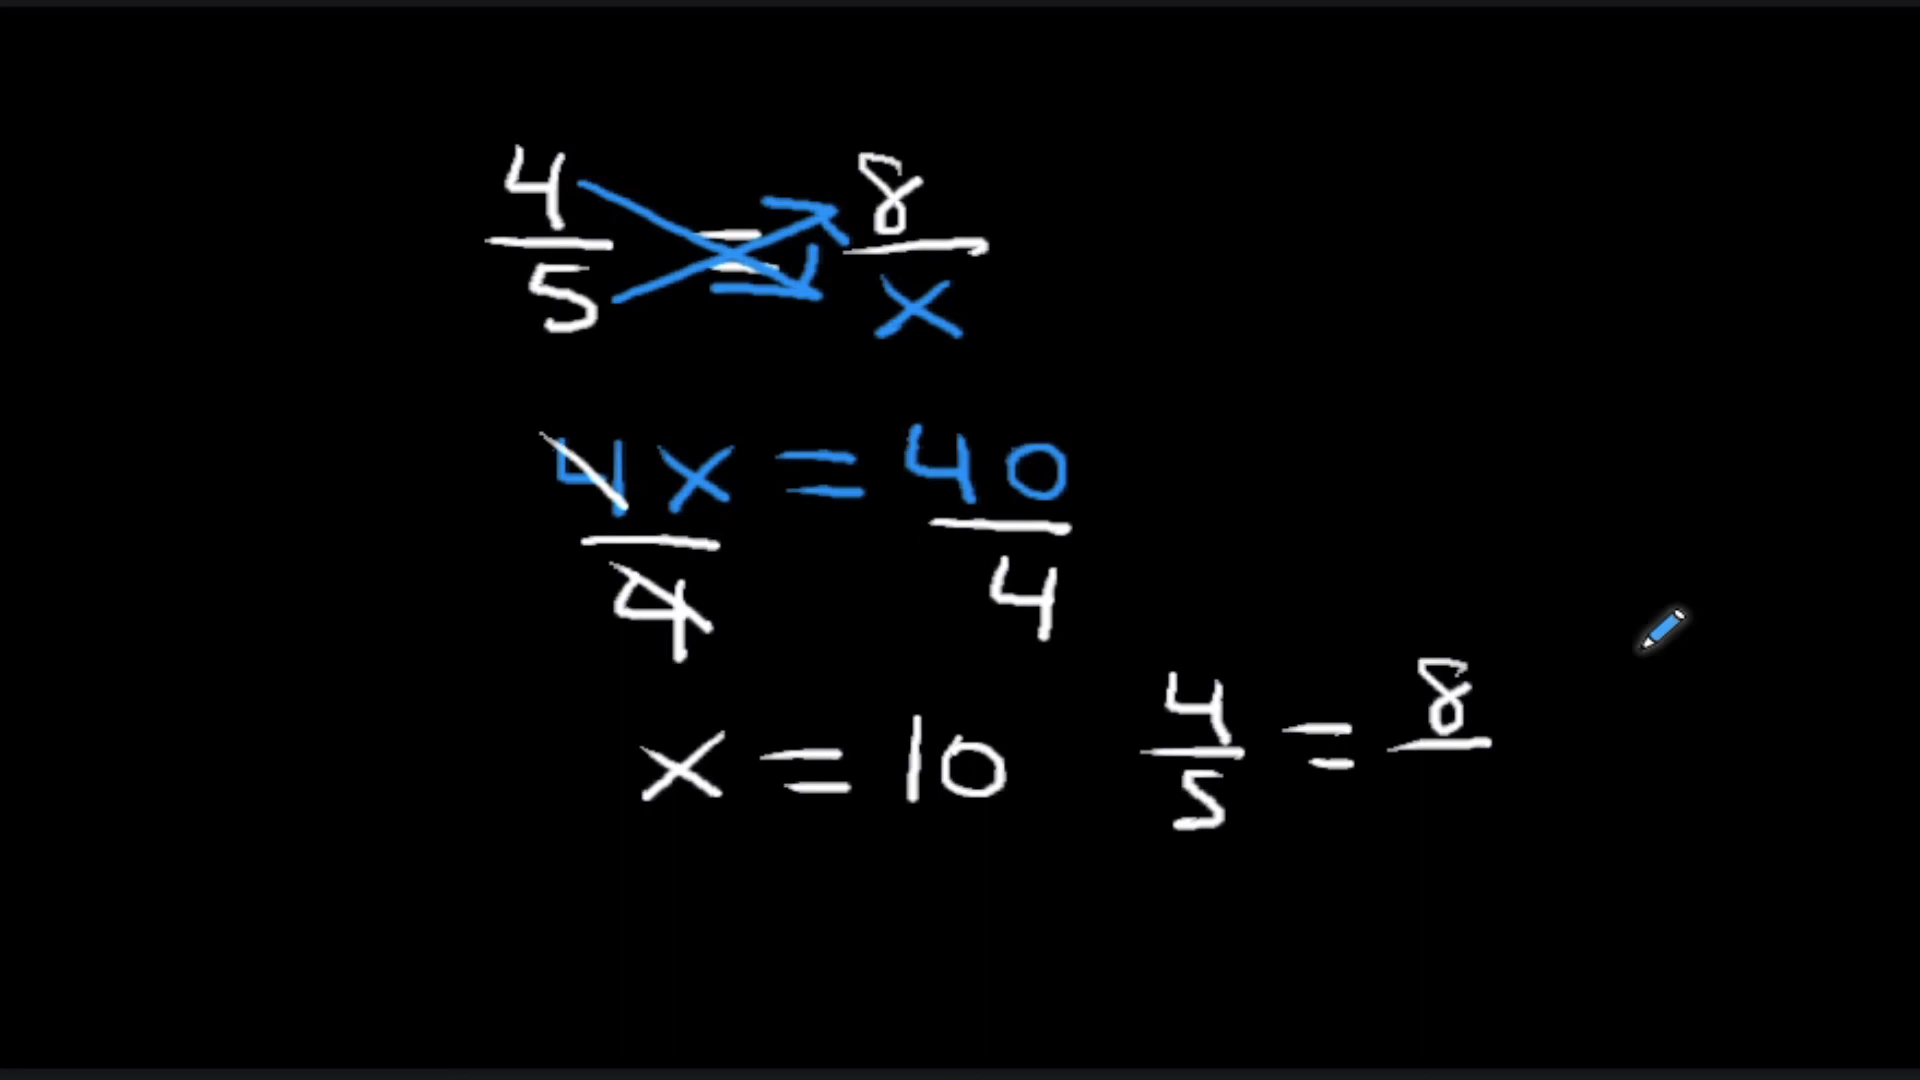 4/5 = 8/x
4x/4 = 40/4
x = 10
4/5 = 8/